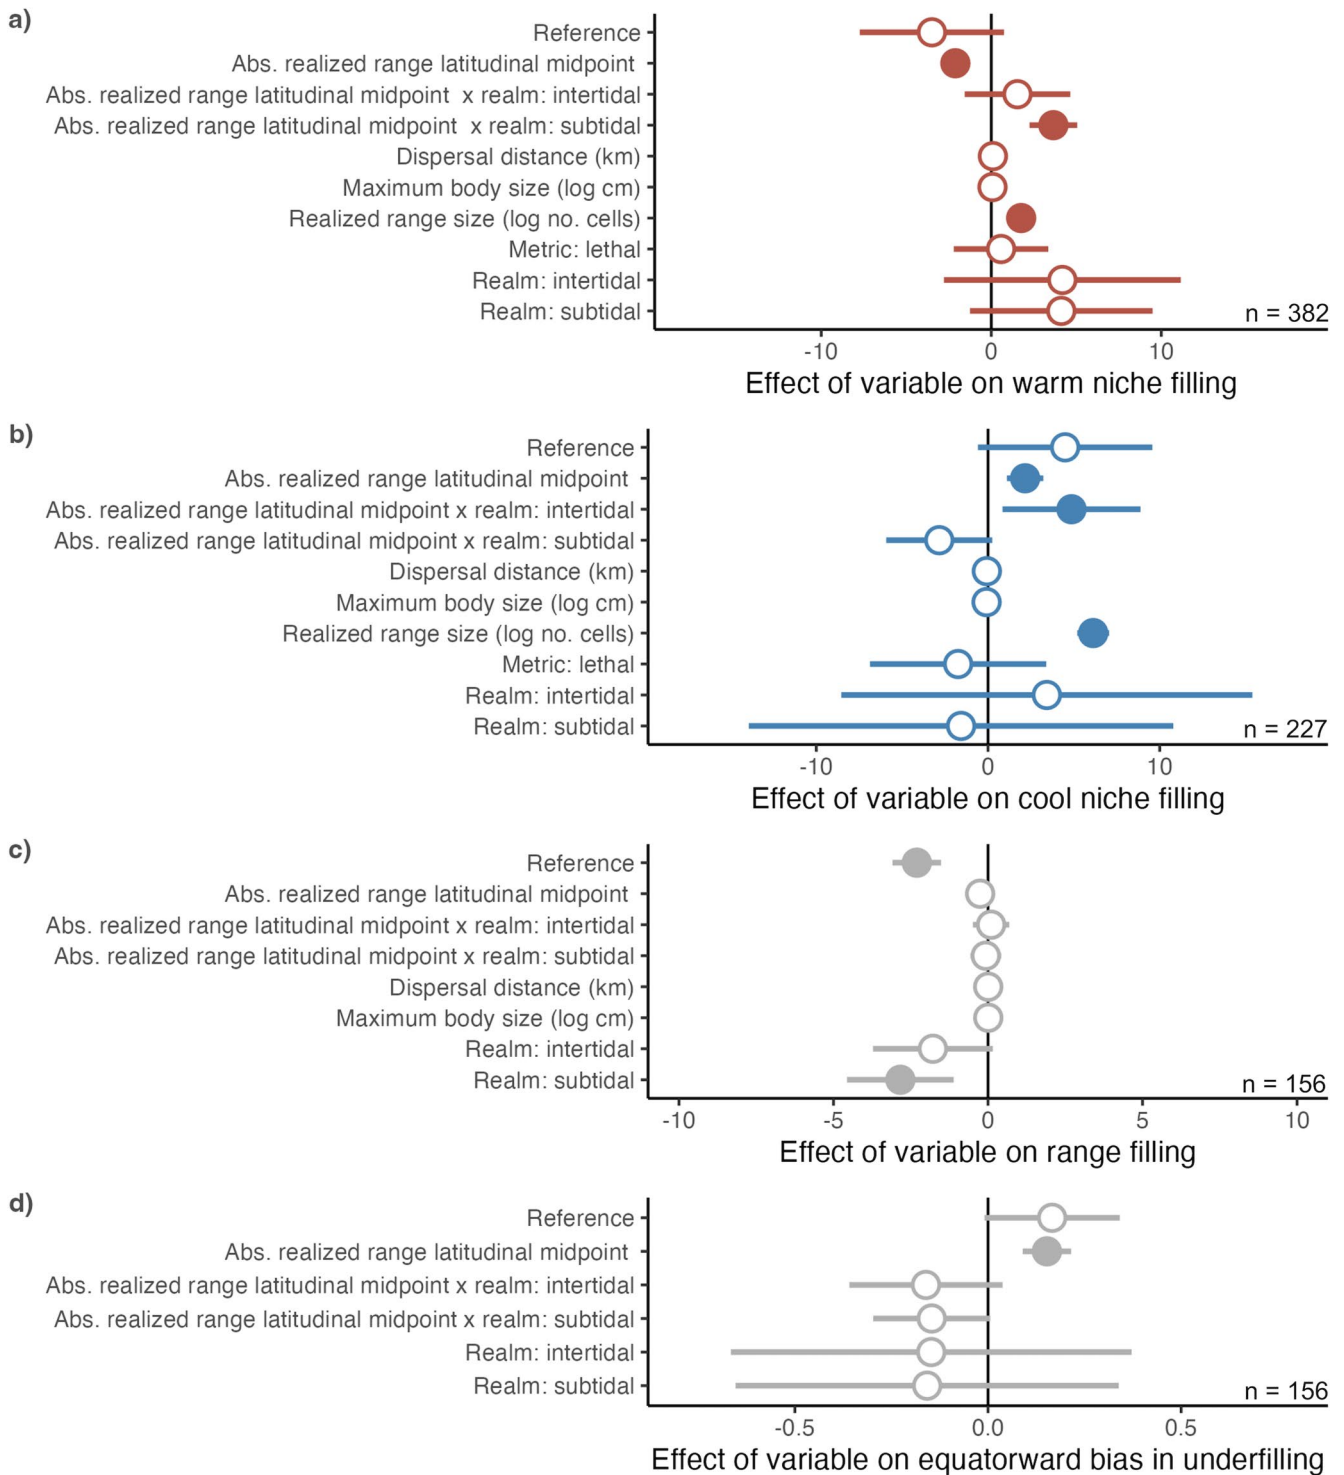 a)
Reference
Abs. realized range latitudinal midpoint
Abs. realized range latitudinal midpoint x realm: intertidal
Abs. realized range latitudinal midpoint x realm: subtidal
Dispersal distance (km)
Maximum body size (log cm)
Realized range size (log no. cells)
Metric: lethal
Realm: intertidal
Realm: subtidal
n = 382
-10 0 10
Effect of variable on warm niche filling
b)
Reference
Abs. realized range latitudinal midpoint
Abs. realized range latitudinal midpoint x realm: intertidal
Abs. realized range latitudinal midpoint x realm: subtidal
Dispersal distance (km)
Maximum body size (log cm)
Realized range size (log no. cells)
Metric: lethal
Realm: intertidal
Realm: subtidal
n = 227
-10 0 10
Effect of variable on cool niche filling
c)
Reference
Abs. realized range latitudinal midpoint
Abs. realized range latitudinal midpoint x realm: intertidal
Abs. realized range latitudinal midpoint x realm: subtidal
Dispersal distance (km)
Maximum body size (log cm)
Realm: intertidal
Realm: subtidal
n = 156
-10 -5 0 5 10
Effect of variable on range filling
d)
Reference
Abs. realized range latitudinal midpoint
Abs. realized range latitudinal midpoint x realm: intertidal
Abs. realized range latitudinal midpoint x realm: subtidal
Realm: intertidal
Realm: subtidal
n = 156
-0.5 0.0 0.5
Effect of variable on equatorward bias in underfilling